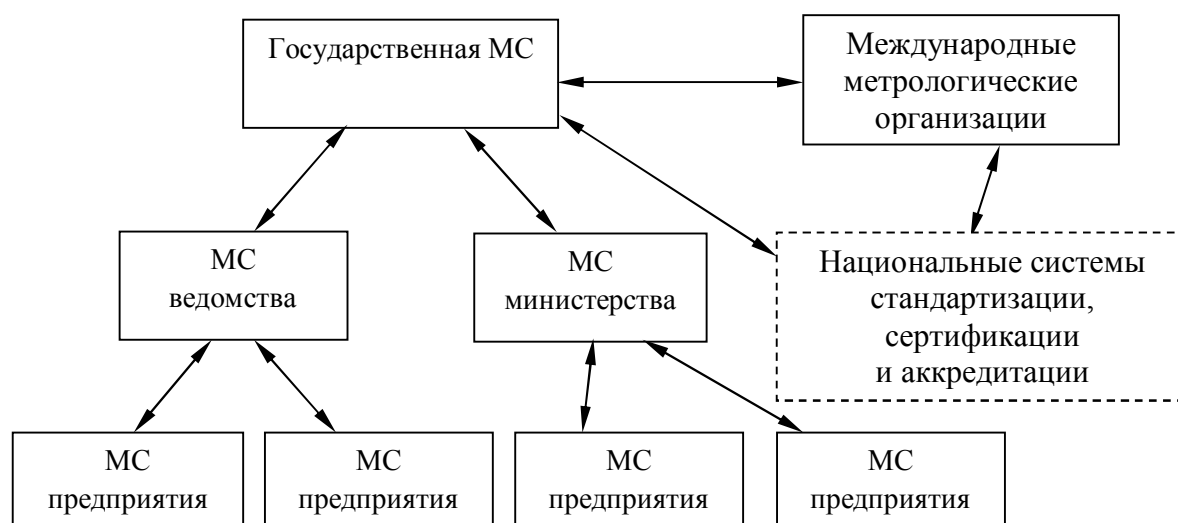 Государственная МС
Международные
метрологические
организации
МС
ведомства
МС
министерства
Национальные системы
стандартизации,
сертификации
и аккредитации
МС
предприятия
МС
предприятия
МС
предприятия
МС
предприятия